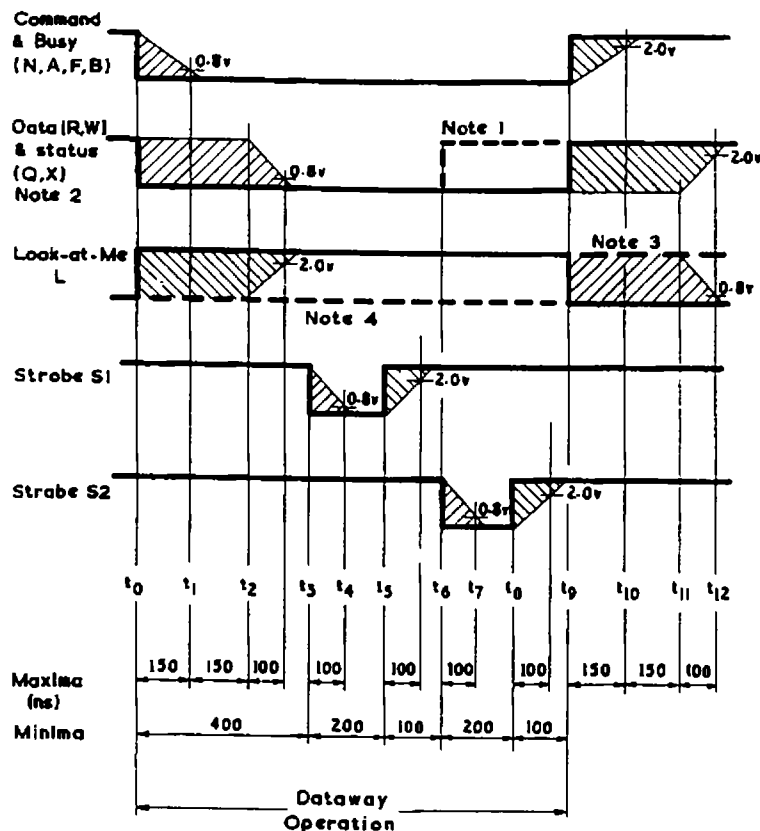 Command
& Busy
(N, A, F, B)
0.8v
2.0v
Data (R,W)
& status
(Q,X)
Note 2
Note 1
0.8v
2.0v
Look-at-Me
L
2.0v
Note 3
Note 4
0.8v
Strobe S1
0.8v
2.0v
Strobe S2
0.8v
2.0v
t0 t1 t2 t3 t4 t5 t6 t7 t8 t9 t10 t11 t12
Maxima
(ns)
150 150 100 100 100 100 100 150 150 100
Minima
400 200 100 200 100
Dataway
Operation